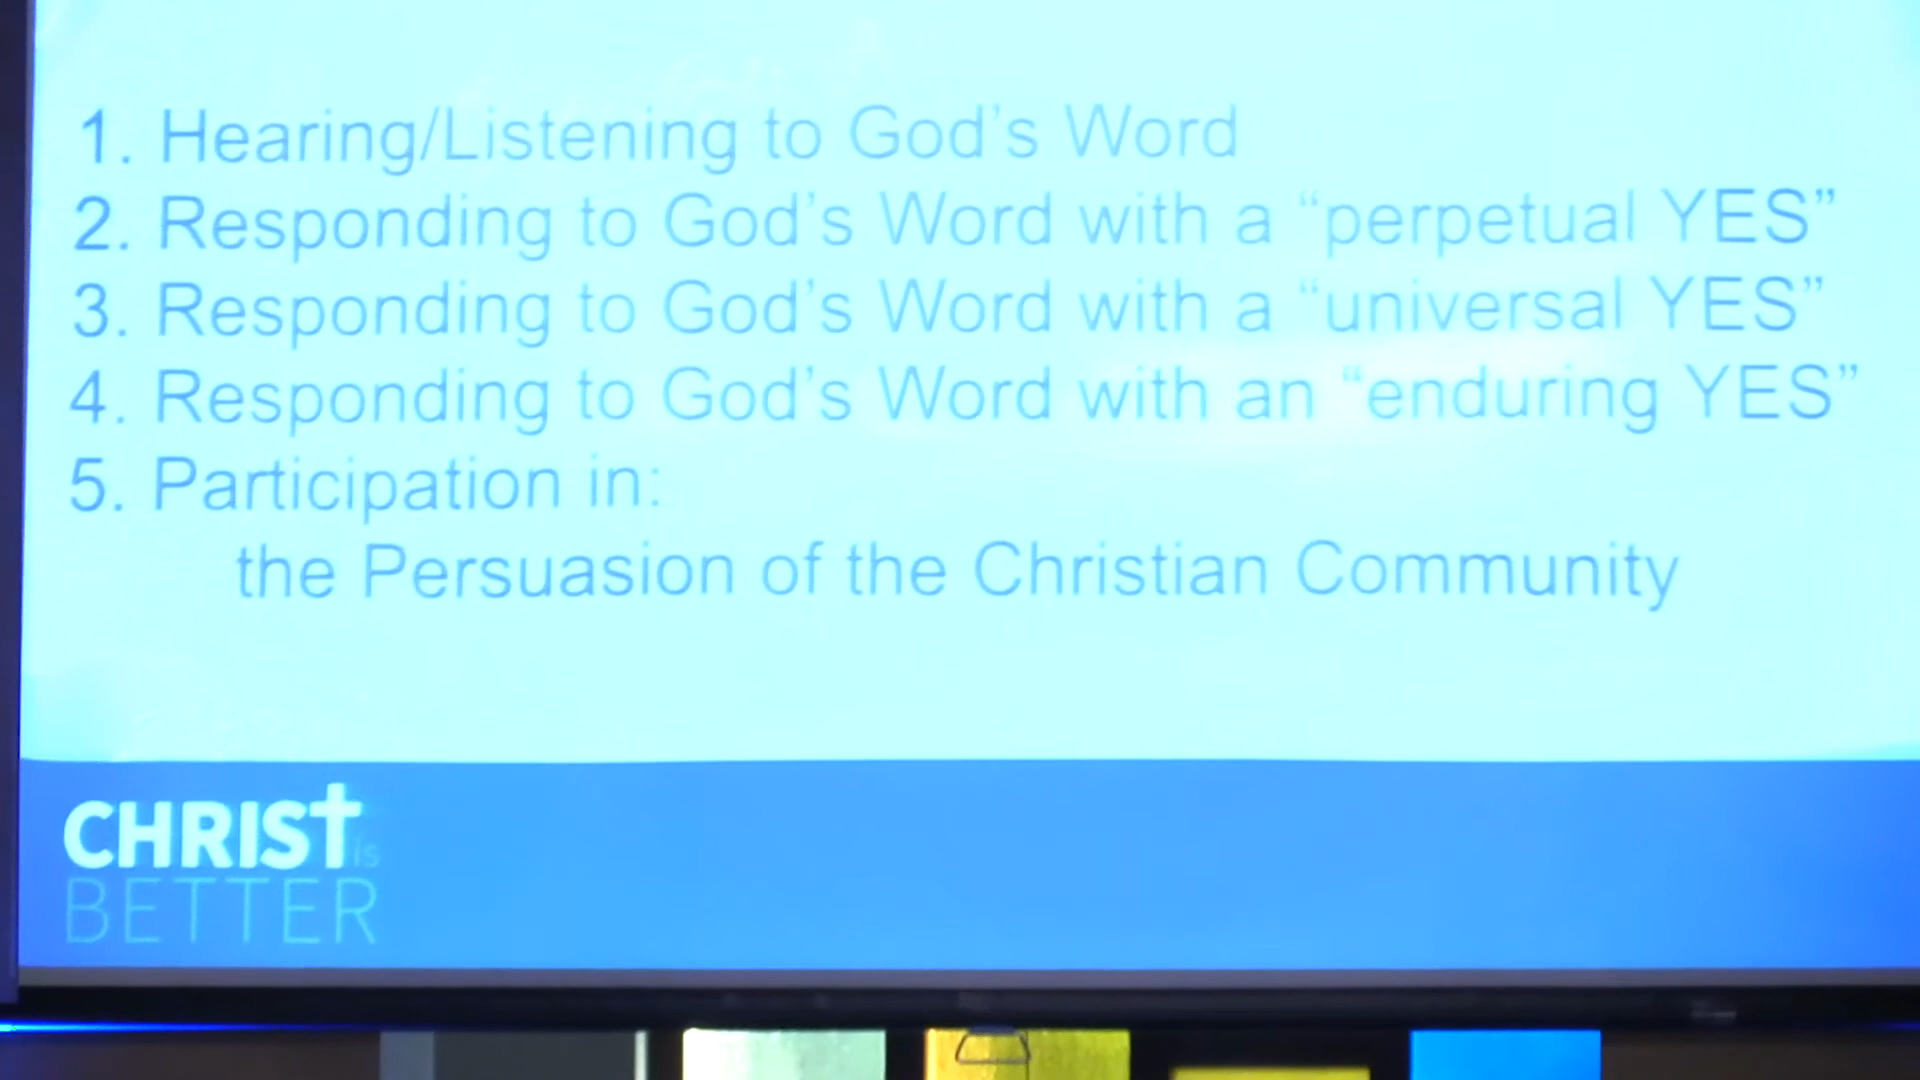 1. Hearing/Listening to God’s Word
2. Responding to God’s Word with a “perpetual YES”
3. Responding to God’s Word with a “universal YES”
4. Responding to God’s Word with an “enduring YES”
5. Participation in:
the Persuasion of the Christian Community
CHRIST is
BETTER